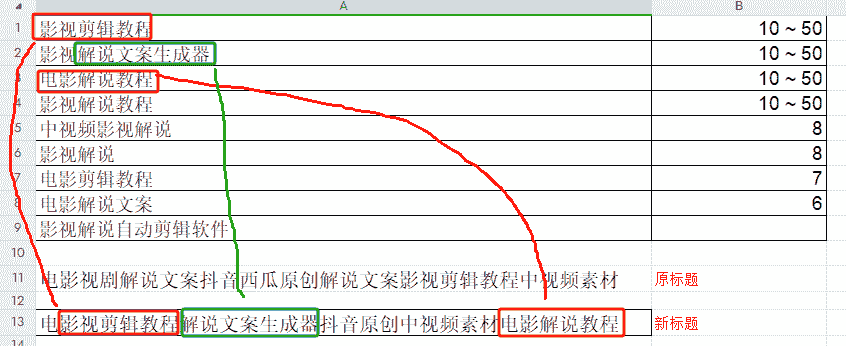 A B
1 影视剪辑教程 10 ~ 50
2 影视解说文案生成器 10 ~ 50
3 电影解说教程 10 ~ 50
4 影视解说教程 10 ~ 50
5 中视频影视解说 8
6 影视解说 8
7 电影剪辑教程 7
8 电影解说文案 6
9 影视解说自动剪辑软件
10
11 电影视剧解说文案抖音西瓜原创解说文案影视剪辑教程中视频素材 原标题
12
13 电影视剪辑教程解说文案生成器抖音原创中视频素材电影解说教程 新标题
14